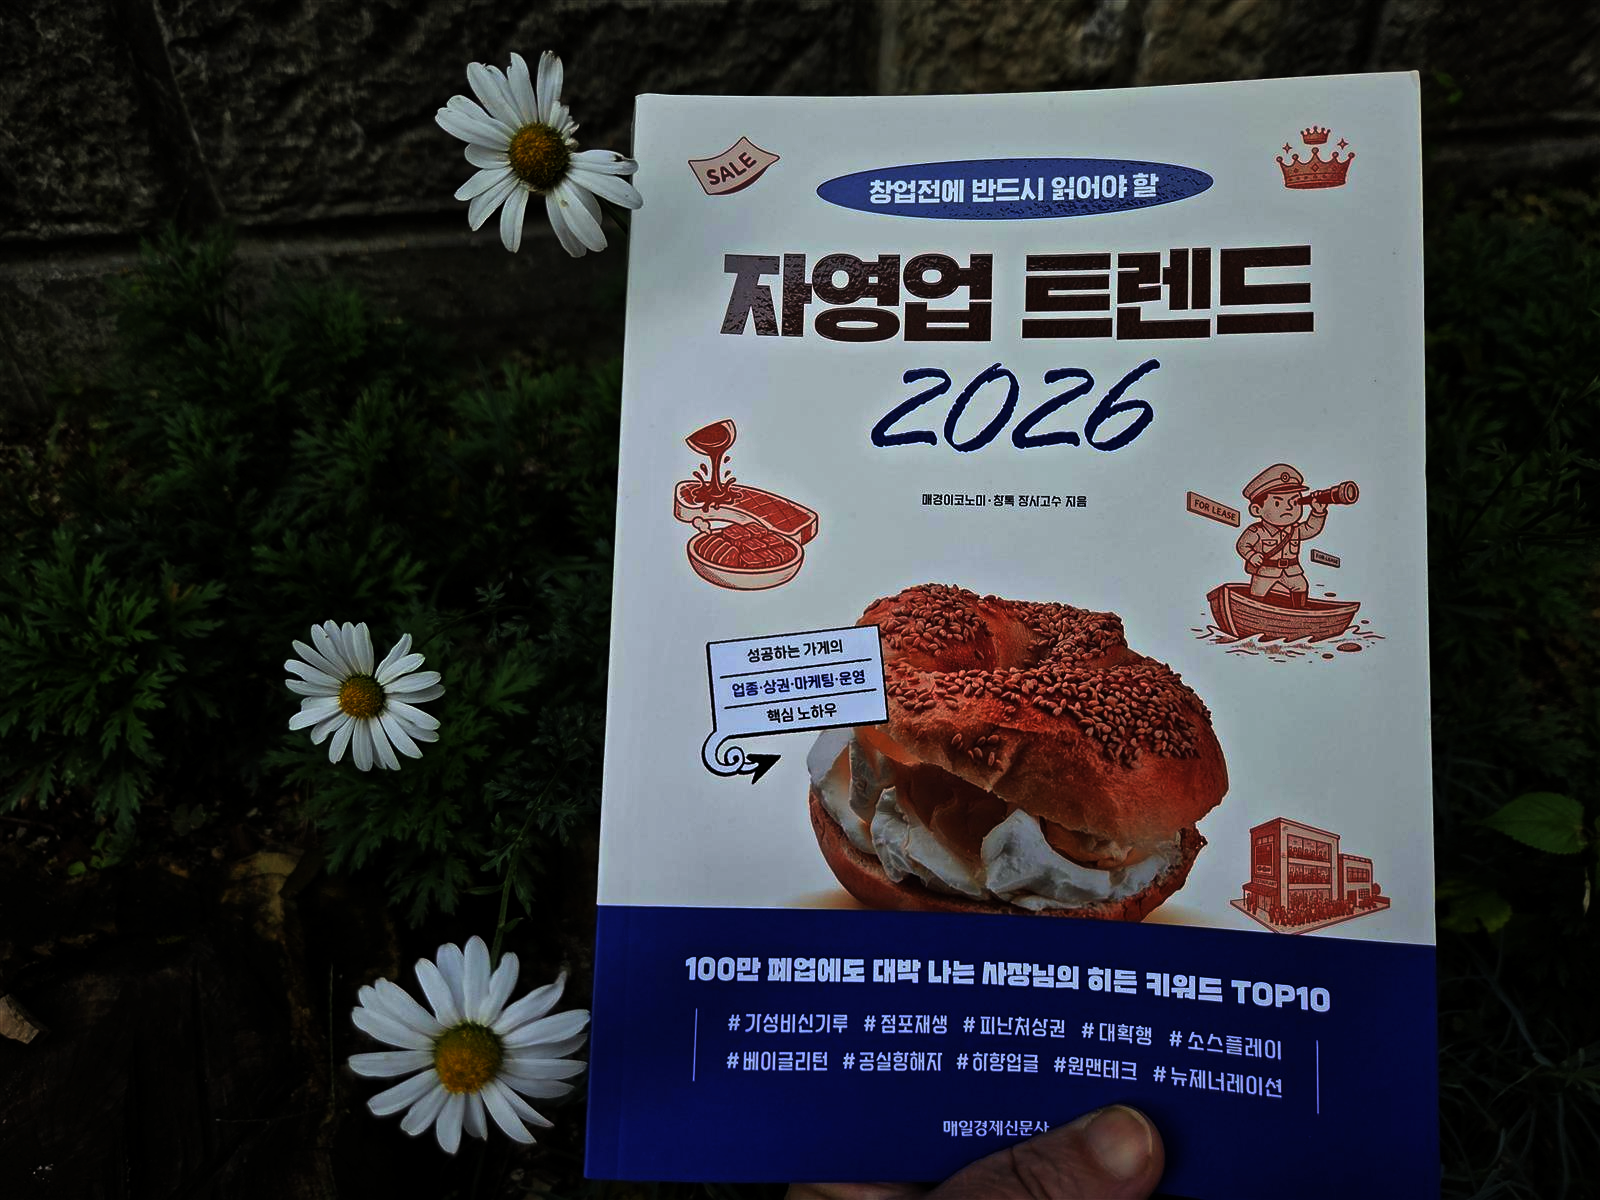 SALE
창업전에 반드시 읽어야 할
자영업 트렌드
2026
매경이코노미·창톡 장사고수 지음
FOR LEASE
FOR LEASE
성공하는 가게의
업종·상권·마케팅·운영
핵심 노하우
100만 폐업에도 대박 나는 사장님의 히든 키워드 TOP10
#가성비신기루 #점포재생 #피난처상권 #대확행 #소스플레이
#베이글리턴 #공실항해자 #하향업글 #원맨테크 #뉴제너레이션
매일경제신문사